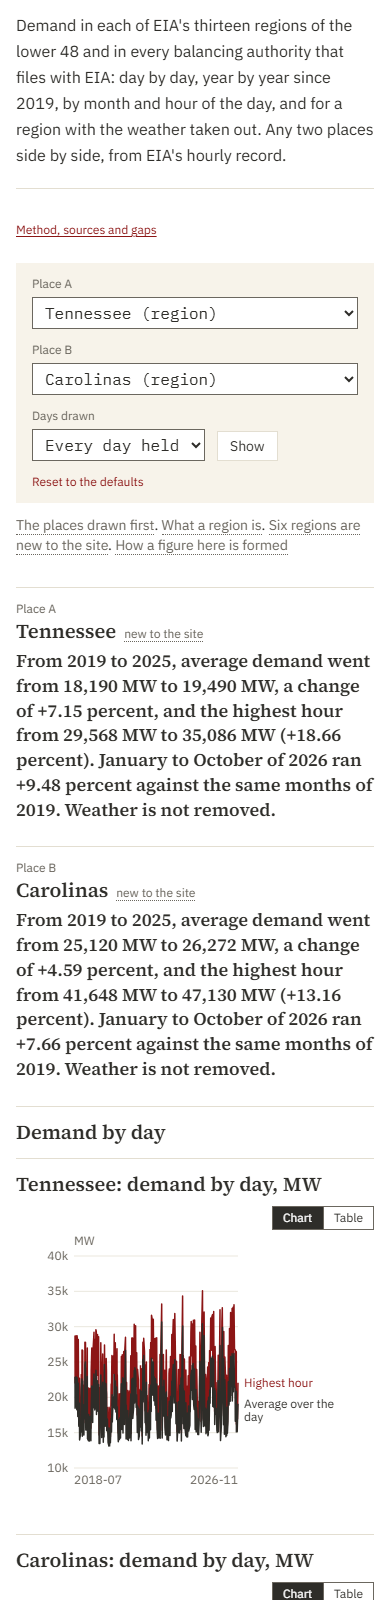 Demand in each of EIA's thirteen regions of the
lower 48 and in every balancing authority that
files with EIA: day by day, year by year since
2019, by month and hour of the day, and for a
region with the weather taken out. Any two places
side by side, from EIA's hourly record.
Method, sources and gaps
Place A
Tennessee (region)
Place B
Carolinas (region)
Days drawn
Every day held
Show
Reset to the defaults
The places drawn first. What a region is. Six regions are
new to the site. How a figure here is formed
Place A
Tennessee new to the site
From 2019 to 2025, average demand went
from 18,190 MW to 19,490 MW, a change
of +7.15 percent, and the highest hour
from 29,568 MW to 35,086 MW (+18.66
percent). January to October of 2026 ran
+9.48 percent against the same months of
2019. Weather is not removed.
Place B
Carolinas new to the site
From 2019 to 2025, average demand went
from 25,120 MW to 26,272 MW, a change
of +4.59 percent, and the highest hour
from 41,648 MW to 47,130 MW (+13.16
percent). January to October of 2026 ran
+7.66 percent against the same months of
2019. Weather is not removed.
Demand by day
Tennessee: demand by day, MW
Chart Table
MW
40k
35k
30k
25k
20k
15k
10k
Highest hour
Average over the
day
2018-07 2026-11
Carolinas: demand by day, MW
Chart Table